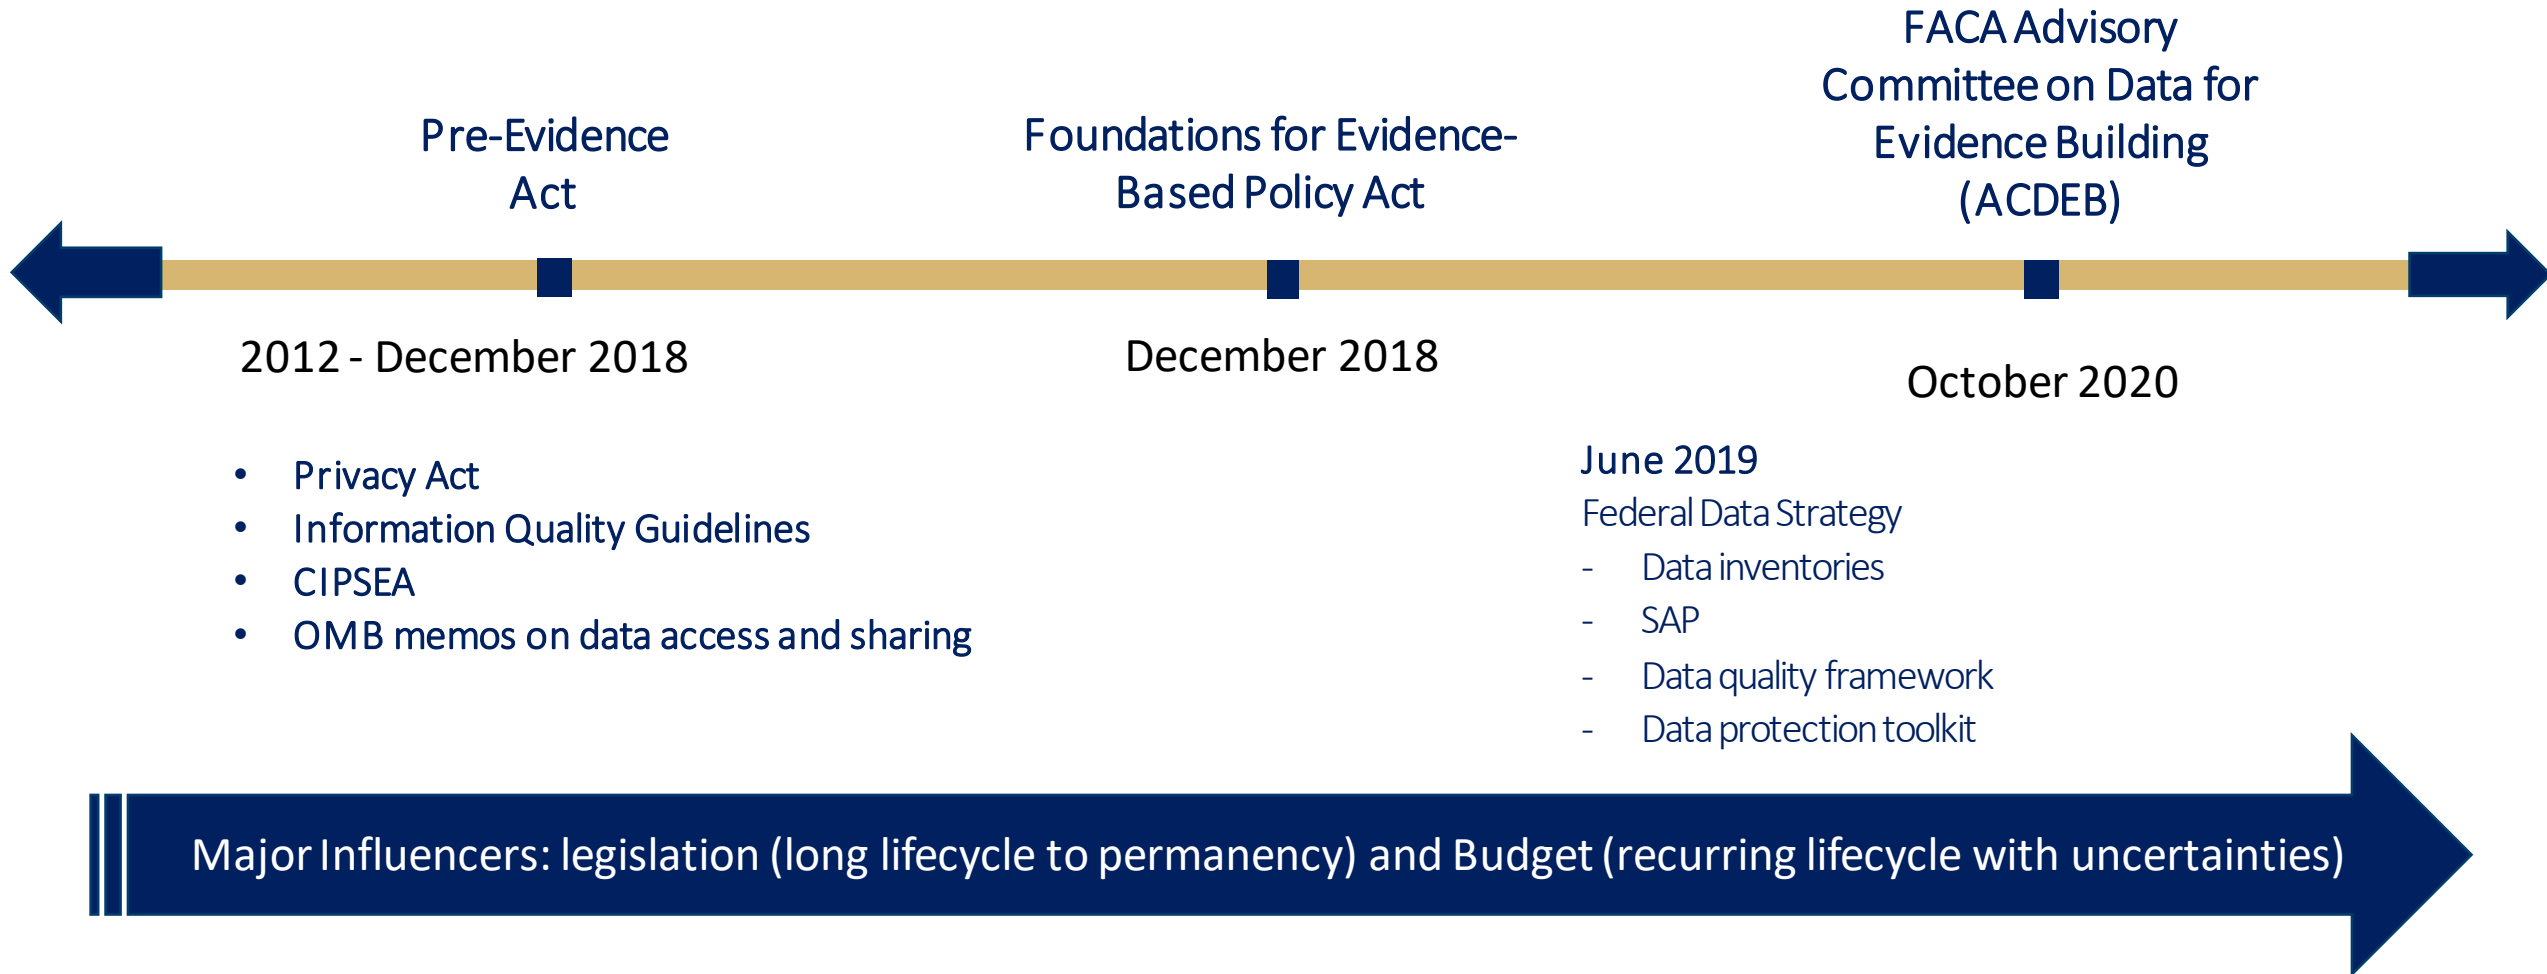 Pre-Evidence
Act
Foundations for Evidence-
Based Policy Act
FACA Advisory
Committee on Data for
Evidence Building
(ACDEB)
2012 - December 2018
December 2018
October 2020
• Privacy Act
• Information Quality Guidelines
• CIPSEA
• OMB memos on data access and sharing
June 2019
Federal Data Strategy
- Data inventories
- SAP
- Data quality framework
- Data protection toolkit
Major Influencers: legislation (long lifecycle to permanency) and Budget (recurring lifecycle with uncertainties)